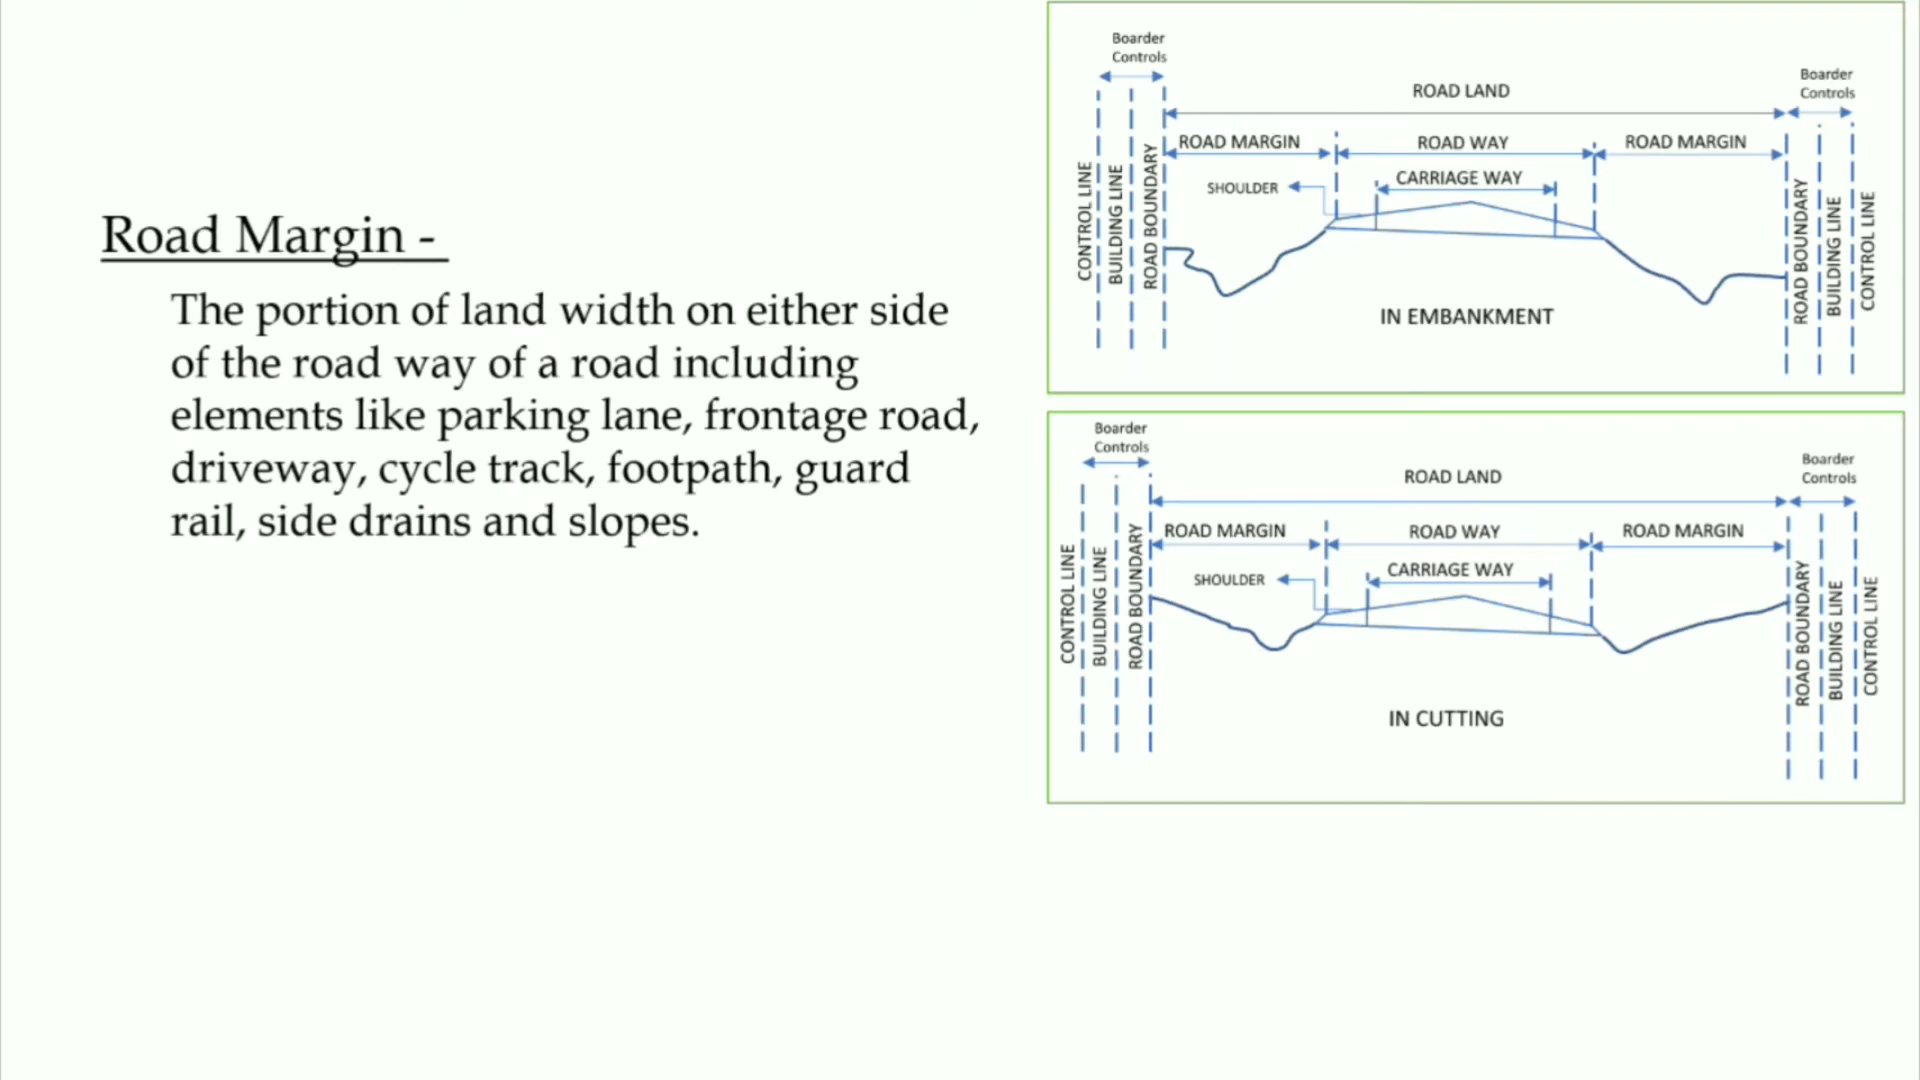 Road Margin -
The portion of land width on either side
of the road way of a road including
elements like parking lane, frontage road,
driveway, cycle track, footpath, guard
rail, side drains and slopes.
Boarder
Controls
Boarder
Controls
ROAD LAND
ROAD MARGIN
ROAD WAY
ROAD MARGIN
SHOULDER
CARRIAGE WAY
CONTROL LINE
BUILDING LINE
ROAD BOUNDARY
ROAD BOUNDARY
BUILDING LINE
CONTROL LINE
IN EMBANKMENT
Boarder
Controls
Boarder
Controls
ROAD LAND
ROAD MARGIN
ROAD WAY
ROAD MARGIN
SHOULDER
CARRIAGE WAY
CONTROL LINE
BUILDING LINE
ROAD BOUNDARY
ROAD BOUNDARY
BUILDING LINE
CONTROL LINE
IN CUTTING